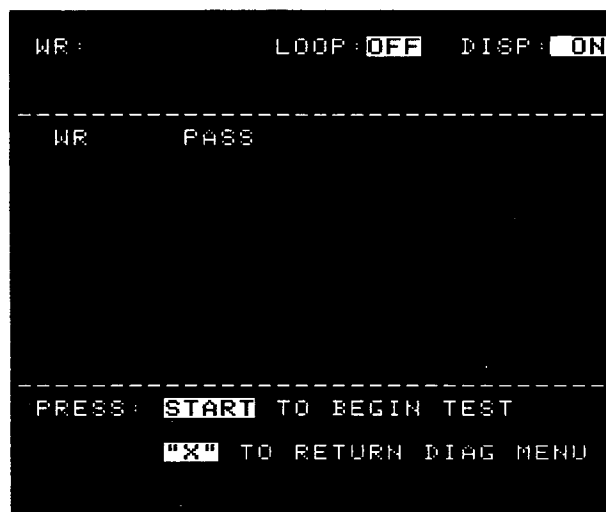 WR: LOOP:OFF DISP: ON
WR PASS
PRESS: START TO BEGIN TEST
"X" TO RETURN DIAG MENU